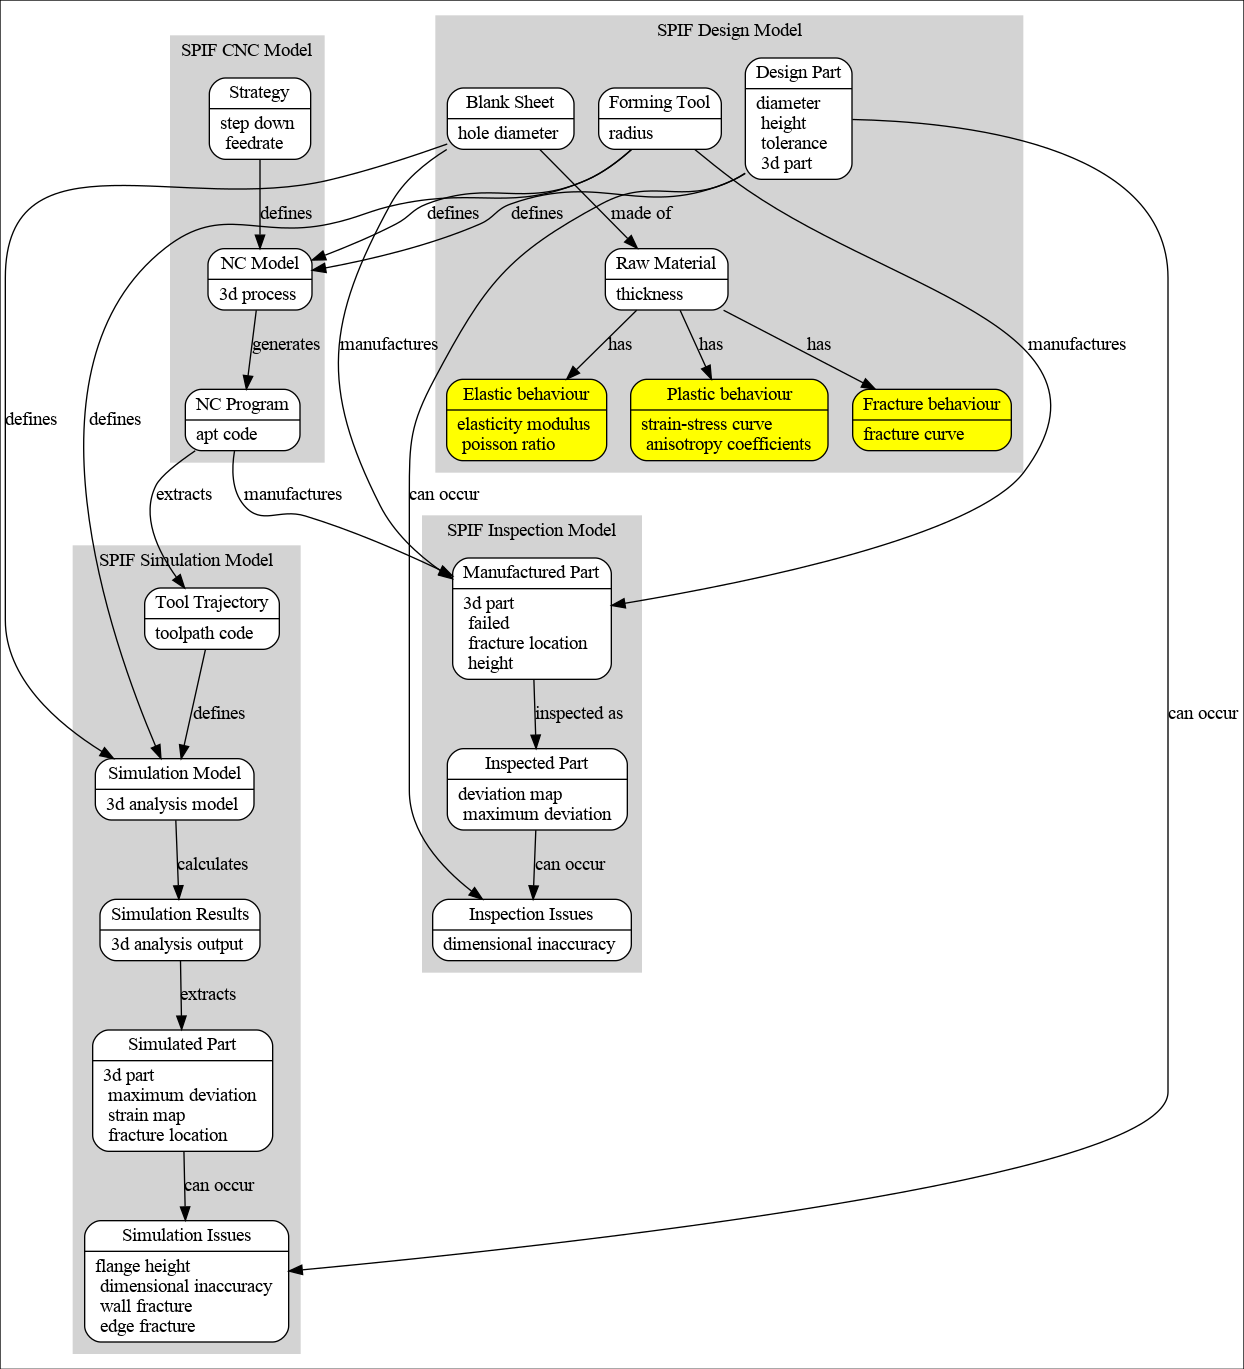 SPIF CNC Model
Strategy
step down
feedrate
defines
NC Model
3d process
generates
NC Program
apt code
SPIF Design Model
Blank Sheet
hole diameter
Forming Tool
radius
Design Part
diameter
height
tolerance
3d part
defines
defines
made of
Raw Material
thickness
manufactures
manufactures
has
has
has
Elastic behaviour
elasticity modulus
poisson ratio
Plastic behaviour
strain-stress curve
anisotropy coefficients
Fracture behaviour
fracture curve
defines
defines
extracts
manufactures
can occur
SPIF Simulation Model
Tool Trajectory
toolpath code
defines
Simulation Model
3d analysis model
calculates
Simulation Results
3d analysis output
extracts
Simulated Part
3d part
maximum deviation
strain map
fracture location
can occur
Simulation Issues
flange height
dimensional inaccuracy
wall fracture
edge fracture
SPIF Inspection Model
Manufactured Part
3d part
failed
fracture location
height
inspected as
Inspected Part
deviation map
maximum deviation
can occur
Inspection Issues
dimensional inaccuracy
can occur